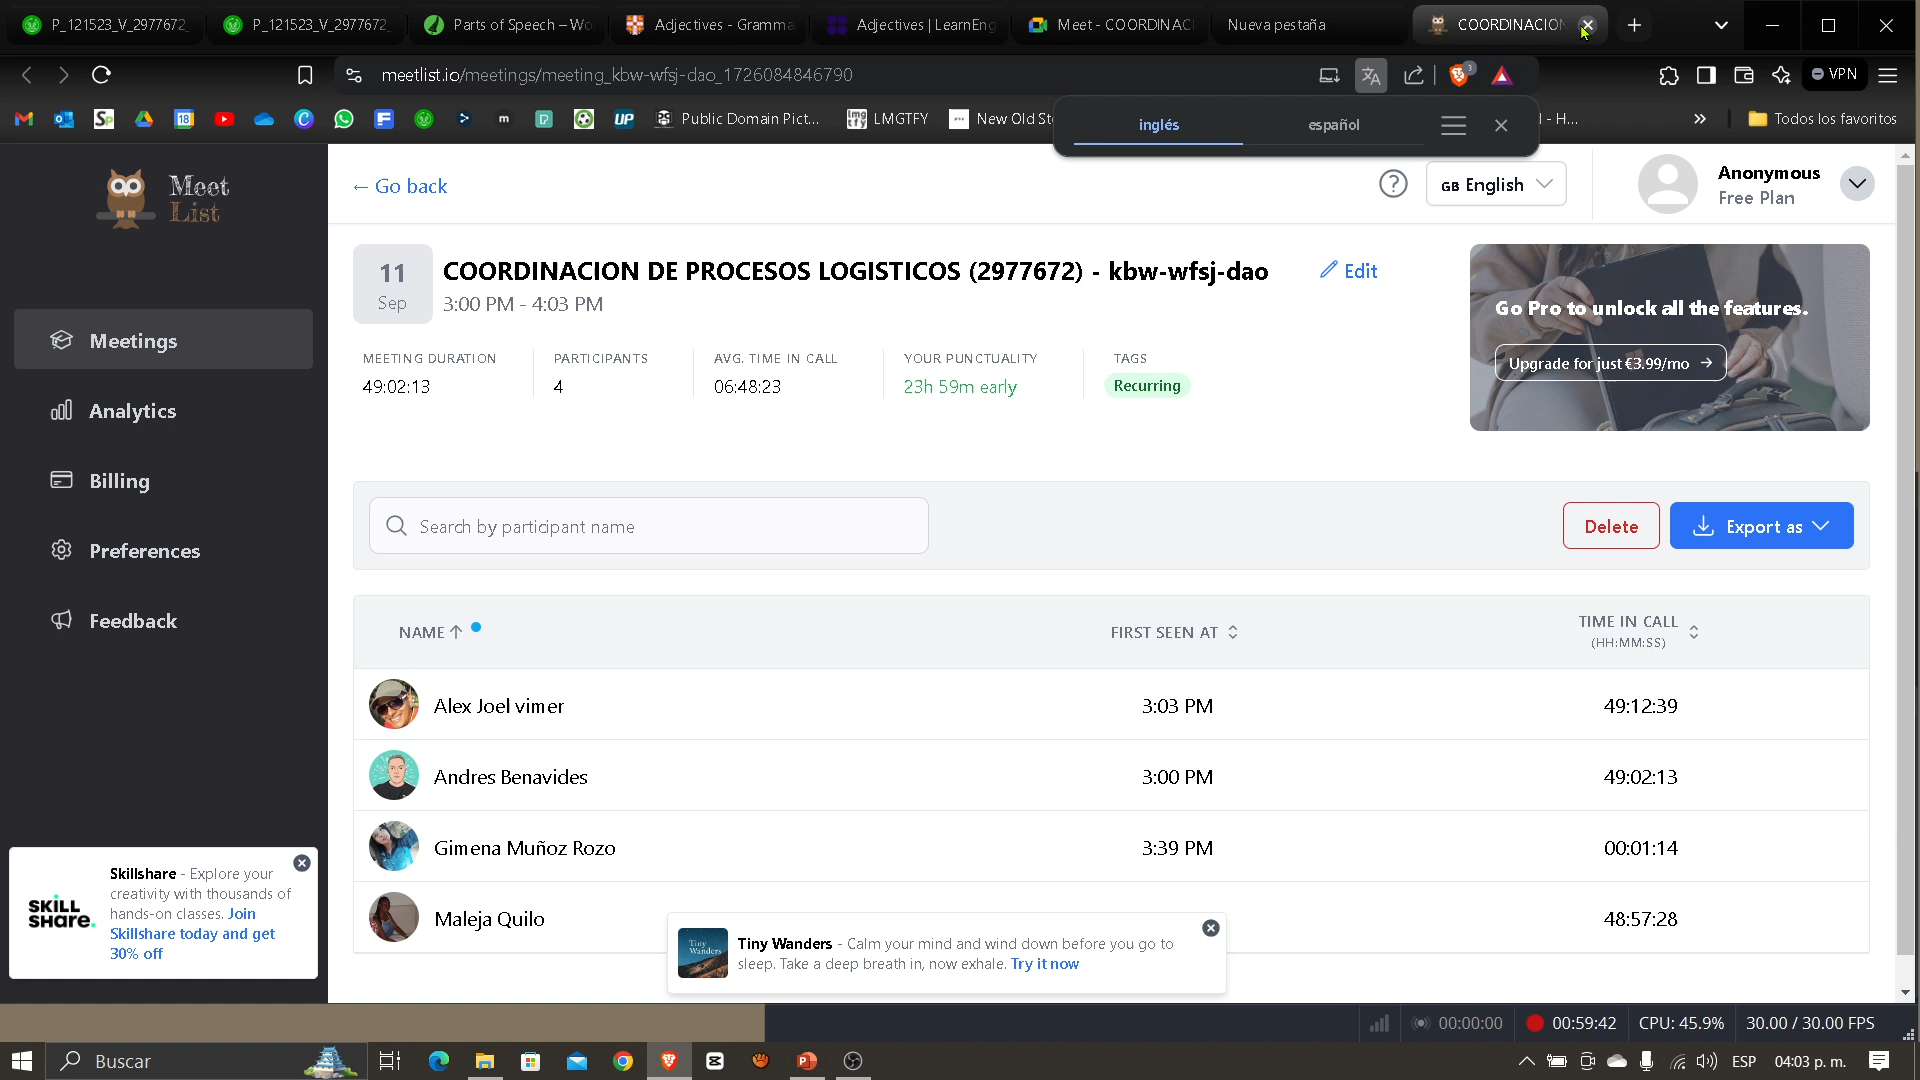 P_121523_V_2977672_
P_121523_V_2977672_
Parts of Speech – Wo
Adjectives - Gramma
Adjectives | LearnEng
Meet - COORDINACI
Nueva pestaña
COORDINACION
meetlist.io/meetings/meeting_kbw-wfsj-dao_1726084846790
3
VPN
Public Domain Pict...
LMGTFY
New Old St
- H...
Todos los favoritos
inglés
español
Meet
List
← Go back
GB English
Anonymous
Free Plan
11
Sep
COORDINACION DE PROCESOS LOGISTICOS (2977672) - kbw-wfsj-dao
Edit
3:00 PM - 4:03 PM
Go Pro to unlock all the features.
Upgrade for just €3.99/mo →
MEETING DURATION
PARTICIPANTS
AVG. TIME IN CALL
YOUR PUNCTUALITY
TAGS
49:02:13
4
06:48:23
23h 59m early
Recurring
Meetings
Analytics
Billing
Preferences
Feedback
Search by participant name
Delete
Export as
NAME ↑
FIRST SEEN AT
TIME IN CALL
(HH:MM:SS)
Alex Joel vimer
3:03 PM
49:12:39
Andres Benavides
3:00 PM
49:02:13
Gimena Muñoz Rozo
3:39 PM
00:01:14
Maleja Quilo
48:57:28
SKILL
SHare.
Skillshare - Explore your
creativity with thousands of
hands-on classes. Join
Skillshare today and get
30% off
Tiny
Wanders
Tiny Wanders - Calm your mind and wind down before you go to
sleep. Take a deep breath in, now exhale. Try it now
00:00:00
00:59:42
CPU: 45.9%
30.00 / 30.00 FPS
Buscar
ESP
04:03 p. m.